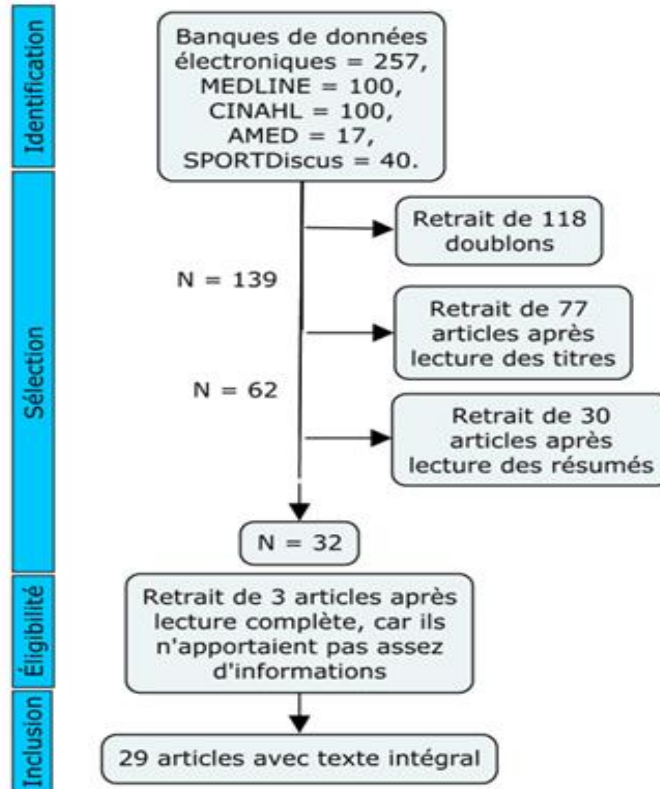 Identification
Banques de données
électroniques = 257,
MEDLINE = 100,
CINAHL = 100,
AMED = 17,
SPORTDiscus = 40.
Sélection
Retrait de 118
doublons
N = 139
Retrait de 77
articles après
lecture des titres
N = 62
Retrait de 30
articles après
lecture des résumés
N = 32
Éligibilité
Retrait de 3 articles après
lecture complète, car ils
n'apportaient pas assez
d'informations
Inclusion
29 articles avec texte intégral